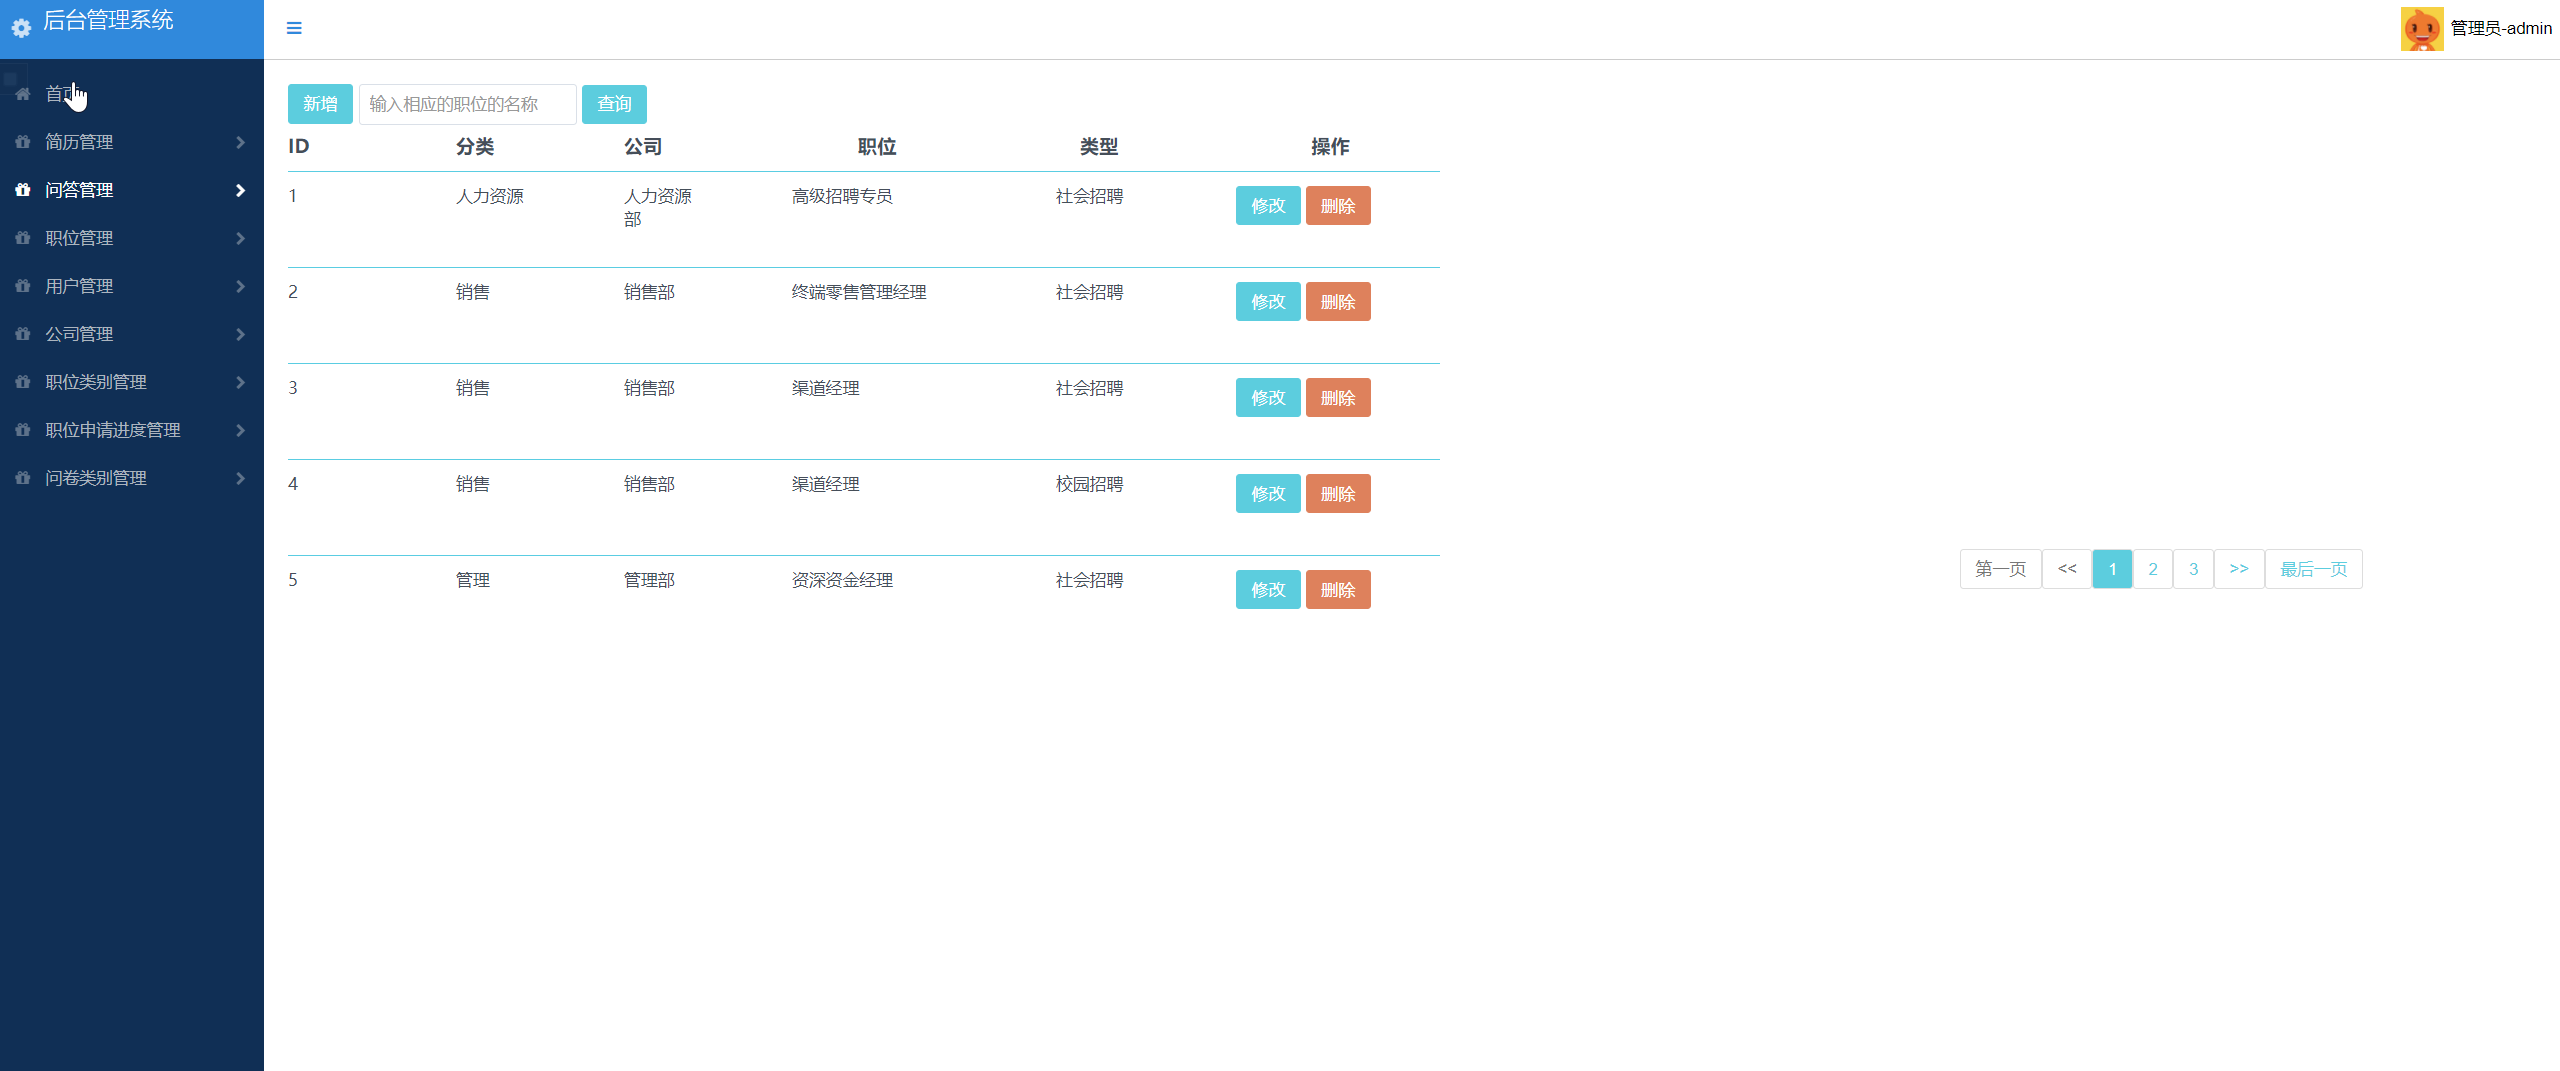 后台管理系统
管理员-admin
首页
简历管理
问答管理
职位管理
用户管理
公司管理
职位类别管理
职位申请进度管理
问卷类别管理
新增 输入相应的职位的名称 查询
ID 分类 公司 职位 类型 操作
1 人力资源 人力资源 高级招聘专员 社会招聘 修改 删除
部
2 销售 销售部 终端零售管理经理 社会招聘 修改 删除
3 销售 销售部 渠道经理 社会招聘 修改 删除
4 销售 销售部 渠道经理 校园招聘 修改 删除
5 管理 管理部 资深资金经理 社会招聘 修改 删除
第一页 << 1 2 3 >> 最后一页